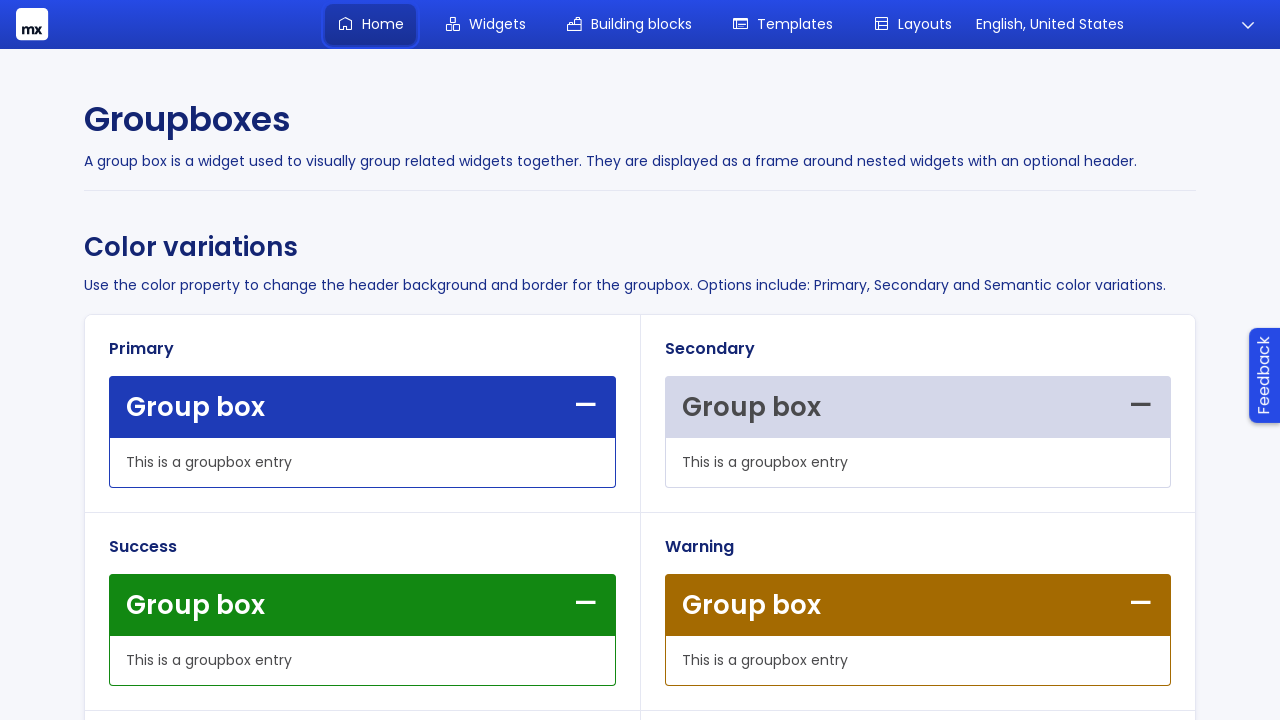 mx Home Widgets Building blocks Templates Layouts English, United States
Groupboxes
A group box is a widget used to visually group related widgets together. They are displayed as a frame around nested widgets with an optional header.
Color variations
Use the color property to change the header background and border for the groupbox. Options include: Primary, Secondary and Semantic color variations.
Primary
Group box
This is a groupbox entry
Secondary
Group box
This is a groupbox entry
Success
Group box
This is a groupbox entry
Warning
Group box
This is a groupbox entry
Feedback